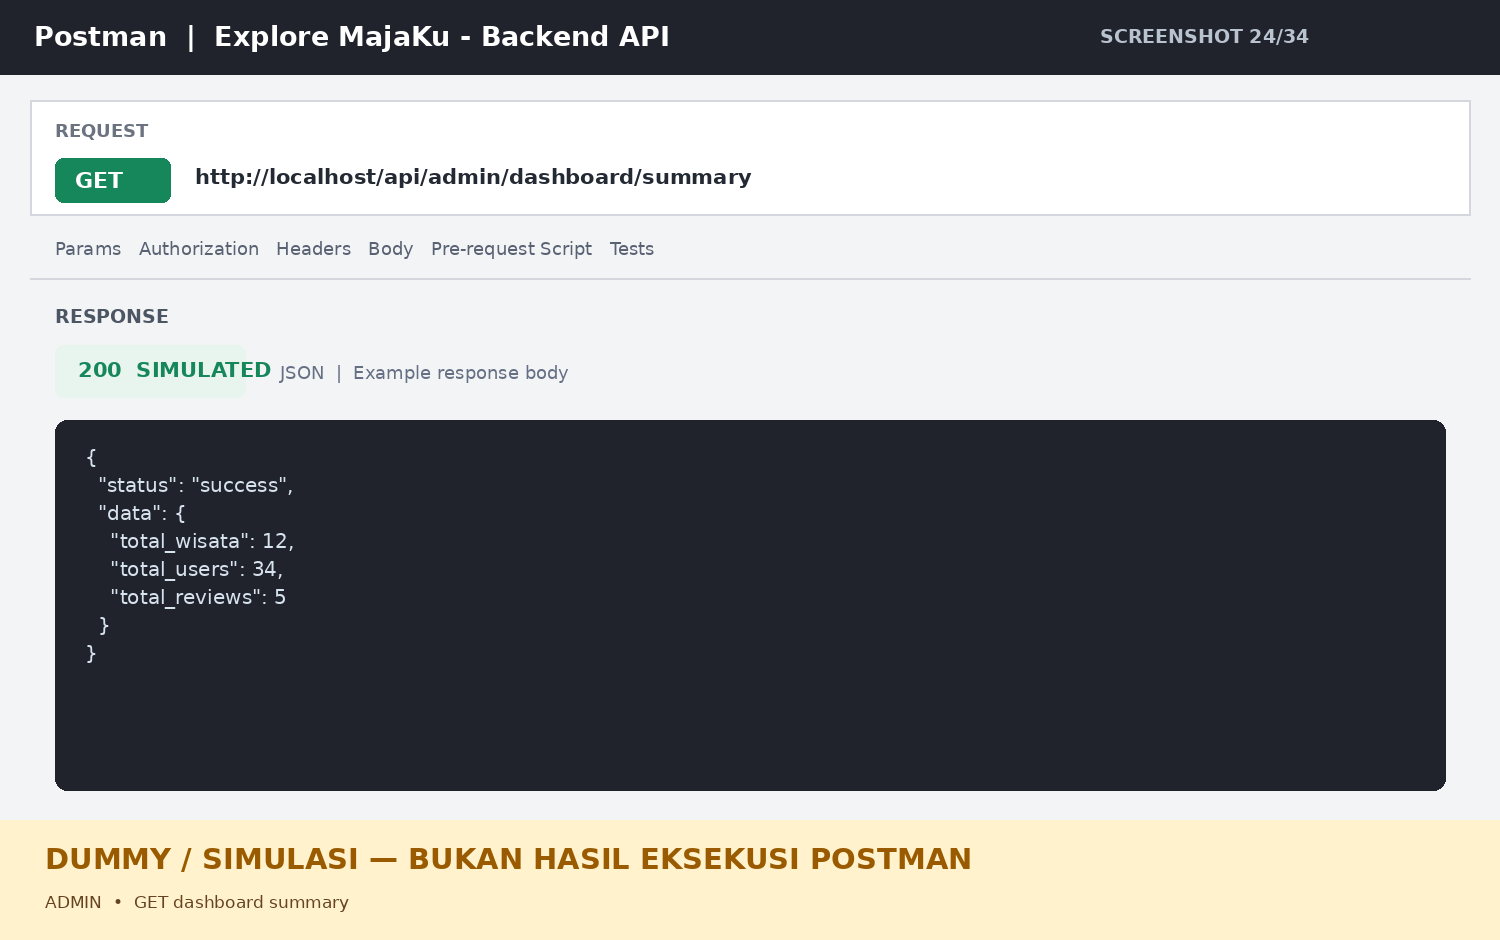 Postman | Explore MajaKu - Backend API
SCREENSHOT 24/34
REQUEST
GET http://localhost/api/admin/dashboard/summary
Params Authorization Headers Body Pre-request Script Tests
RESPONSE
200 SIMULATED JSON | Example response body
{
  "status": "success",
  "data": {
    "total_wisata": 12,
    "total_users": 34,
    "total_reviews": 5
  }
}
DUMMY / SIMULASI — BUKAN HASIL EKSEKUSI POSTMAN
ADMIN • GET dashboard summary